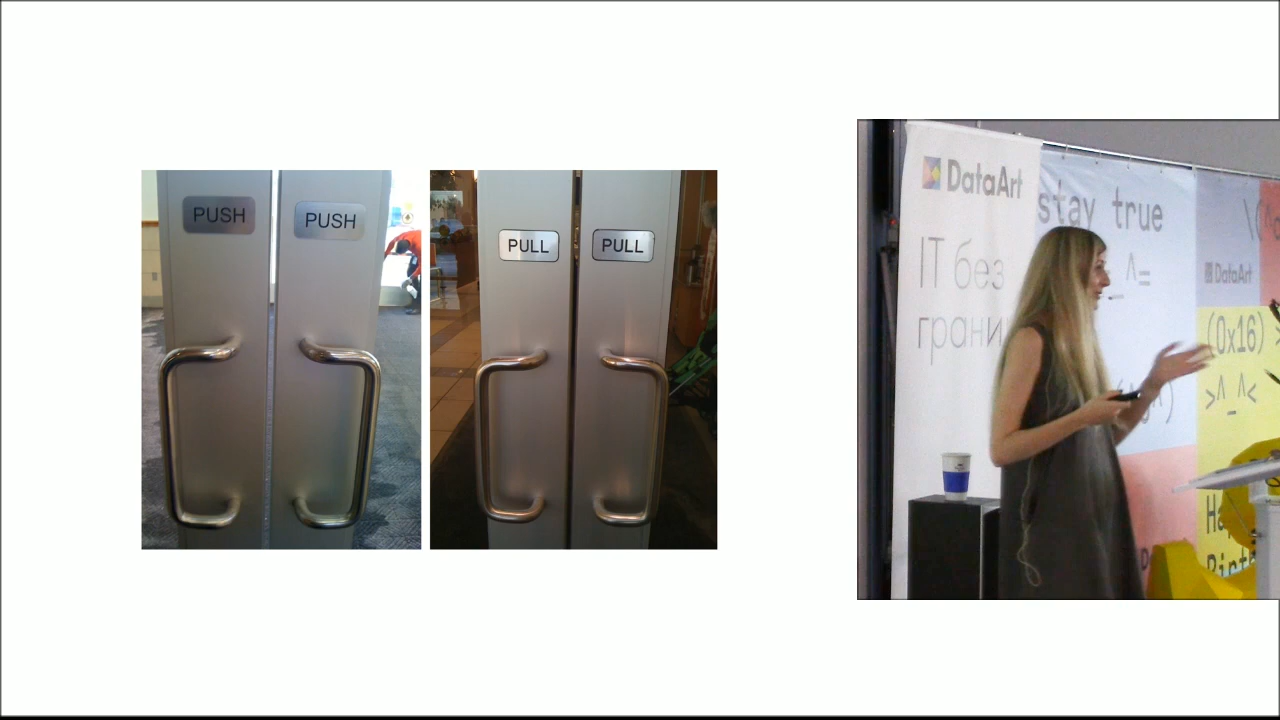 PUSH
PUSH
PULL
PULL
DataArt
stay true
IT без
грани
DataArt
(0x16) >
>^_^<